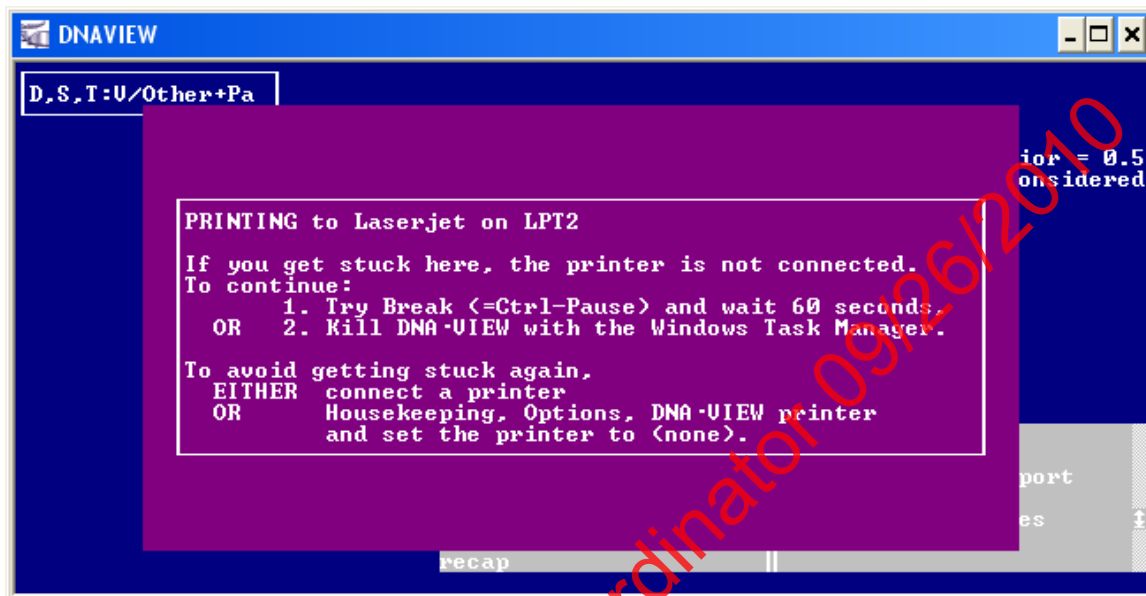 DNAVIEW
D,S,T:V/Other+Pa
ior = 0.5
onsidered
PRINTING to Laserjet on LPT2
If you get stuck here, the printer is not connected.
To continue:
1. Try Break (=Ctrl-Pause) and wait 60 seconds,
OR 2. Kill DNA·VIEW with the Windows Task Manager.
To avoid getting stuck again,
EITHER connect a printer
OR Housekeeping, Options, DNA·VIEW printer
and set the printer to (none).
port
es
recap
rdinator 09/26/2010